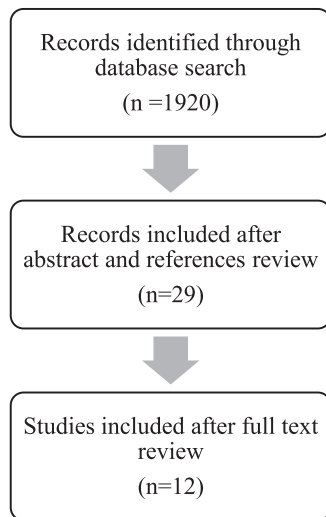 Records identified through
database search
(n =1920)
Records included after
abstract and references review
(n=29)
Studies included after full text
review
(n=12)